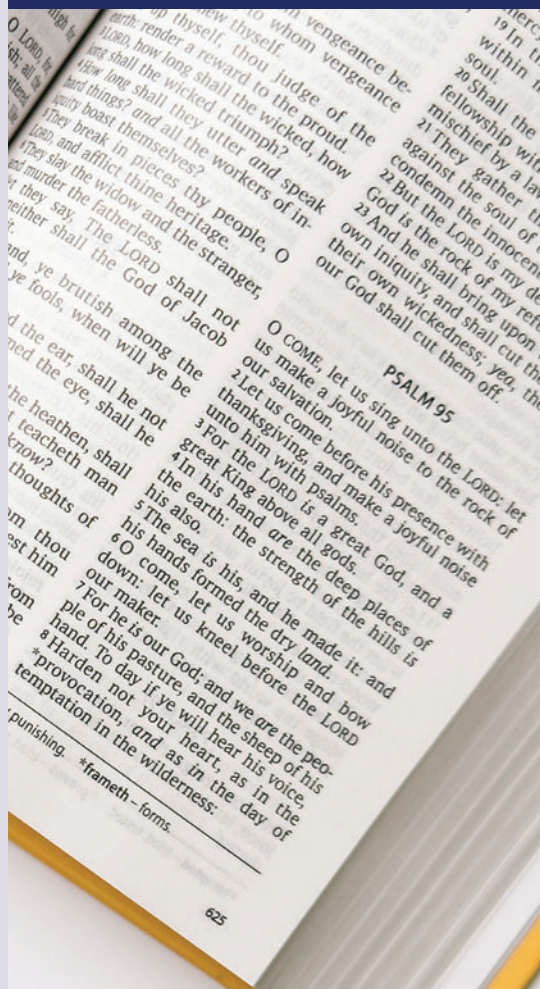 O LORD,
all
vengeance be-
to whom vengeance
thyself.
up thyself, thou judge of the
earth: render a reward to the proud.
3 LORD, how long shall the wicked, how
long shall the wicked triumph?
4 How long shall they utter and speak
hard things? and all the workers of in-
iquity boast themselves?
5 They break in pieces thy people, O
LORD, and afflict thine heritage.
6 They slay the widow and the stranger,
and murder the fatherless.
they say, The LORD shall not
neither shall the God of Jacob
ye brutish among the
ye fools, when will ye be
the ear, shall he not
the eye, shall he
the heathen, shall
teacheth man
know?
thoughts of
thou
him
be
punishing. *frameth – forms.
19 In
within
soul.
20 Shall the
fellowship
mischief by a
21 They gather
against the soul of
condemn the
22 But the LORD is my
God is the rock of my
23 And he shall bring upon
own iniquity, and shall cut
their own wickedness; yea,
our God shall cut them off.
PSALM 95
O COME, let us sing unto the LORD: let
us make a joyful noise to the rock of
our salvation.
2 Let us come before his presence with
thanksgiving, and make a joyful noise
unto him with psalms.
3 For the LORD is a great God, and a
great King above all gods.
4 In his hand are the deep places of
the earth: the strength of the hills is
his also.
5 The sea is his, and he made it: and
his hands formed the dry land.
6 O come, let us worship and bow
down: let us kneel before the LORD
our maker.
7 For he is our God; and we are the peo-
ple of his pasture, and the sheep of his
hand. To day if ye will hear his voice,
8 Harden not your heart, as in the
*provocation, and as in the day of
temptation in the wilderness:
625